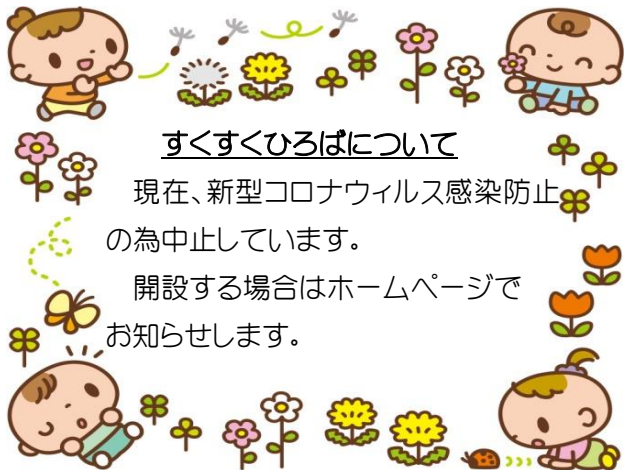 すくすくひろばについて
現在、新型コロナウィルス感染防止
の為中止しています。
開設する場合はホームページで
お知らせします。